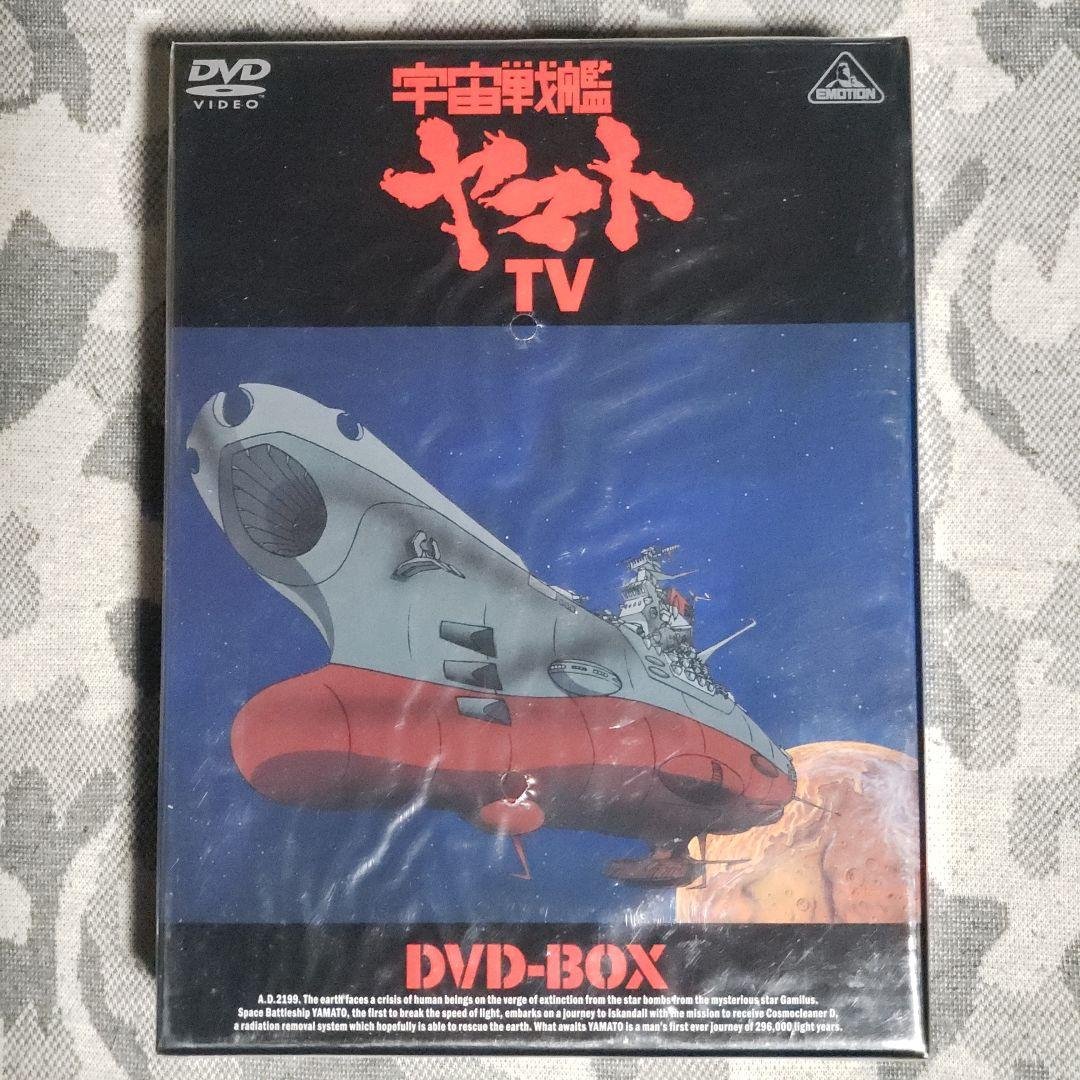 DVD
VIDEO
EMOTION
宇宙戦艦
ヤマト
TV
DVD-BOX
A.D.2199. The earth faces a crisis of human beings on the verge of extinction from the star bombs from the mysterious star Gamilus.
Space Battleship YAMATO, the first to break the speed of light, embarks on a journey to Iskandall with the mission to receive Cosmocleaner D,
a radiation removal system which hopefully is able to rescue the earth. What awaits YAMATO is a man's first ever journey of 296,000 light years.